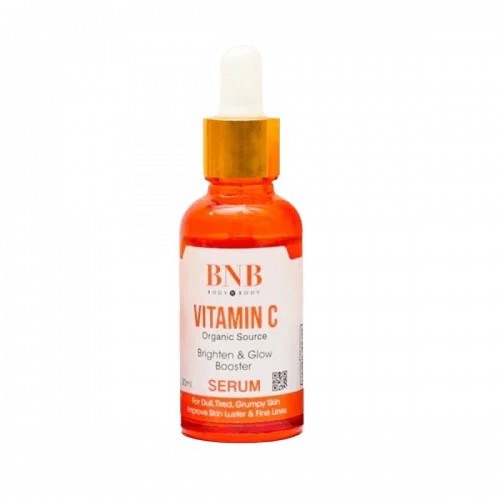 BNB
BODY N BODY
VITAMIN C
Organic Source
Brighten & Glow
Booster
SERUM
For Dull, Tired, Grumpy Skin
Improve Skin Luster & Fine Lines